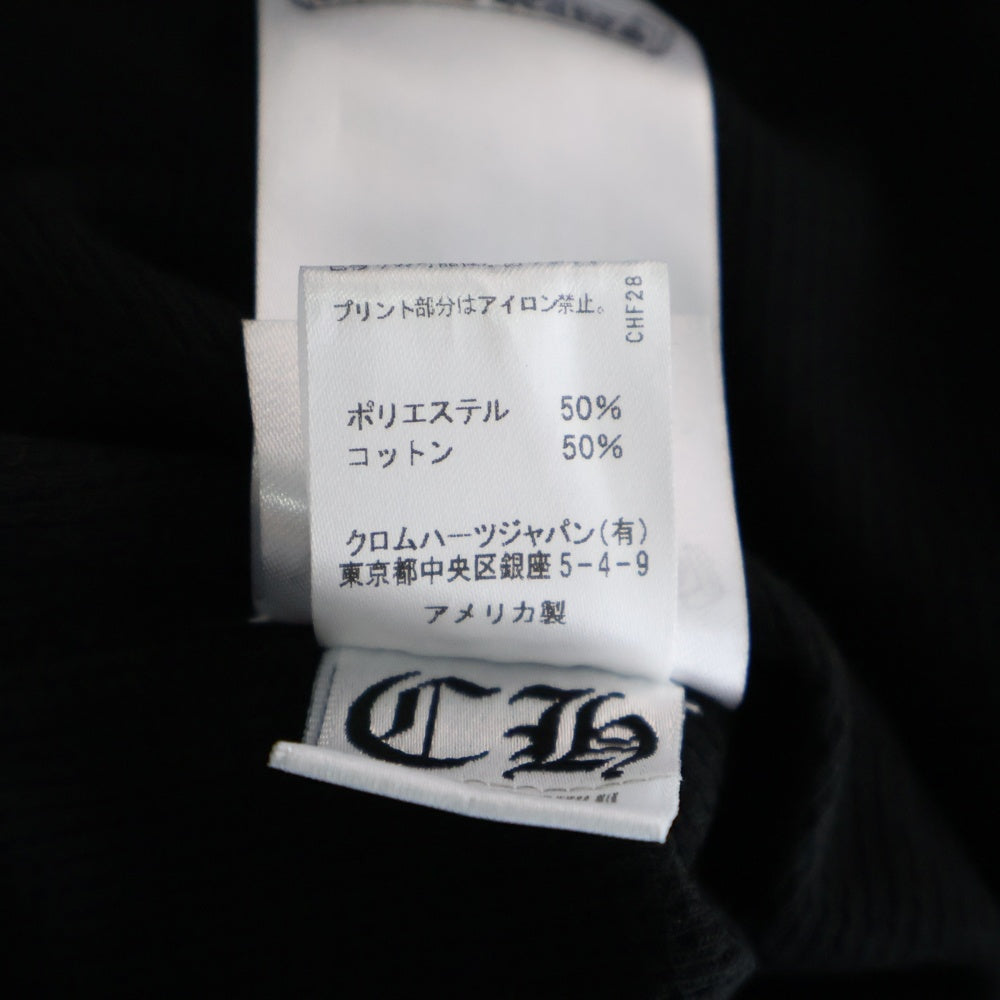 プリント部分はアイロン禁止。
CHF28
ポリエステル 50%
コットン 50%
クロムハーツジャパン(有)
東京都中央区銀座5-4-9
アメリカ製